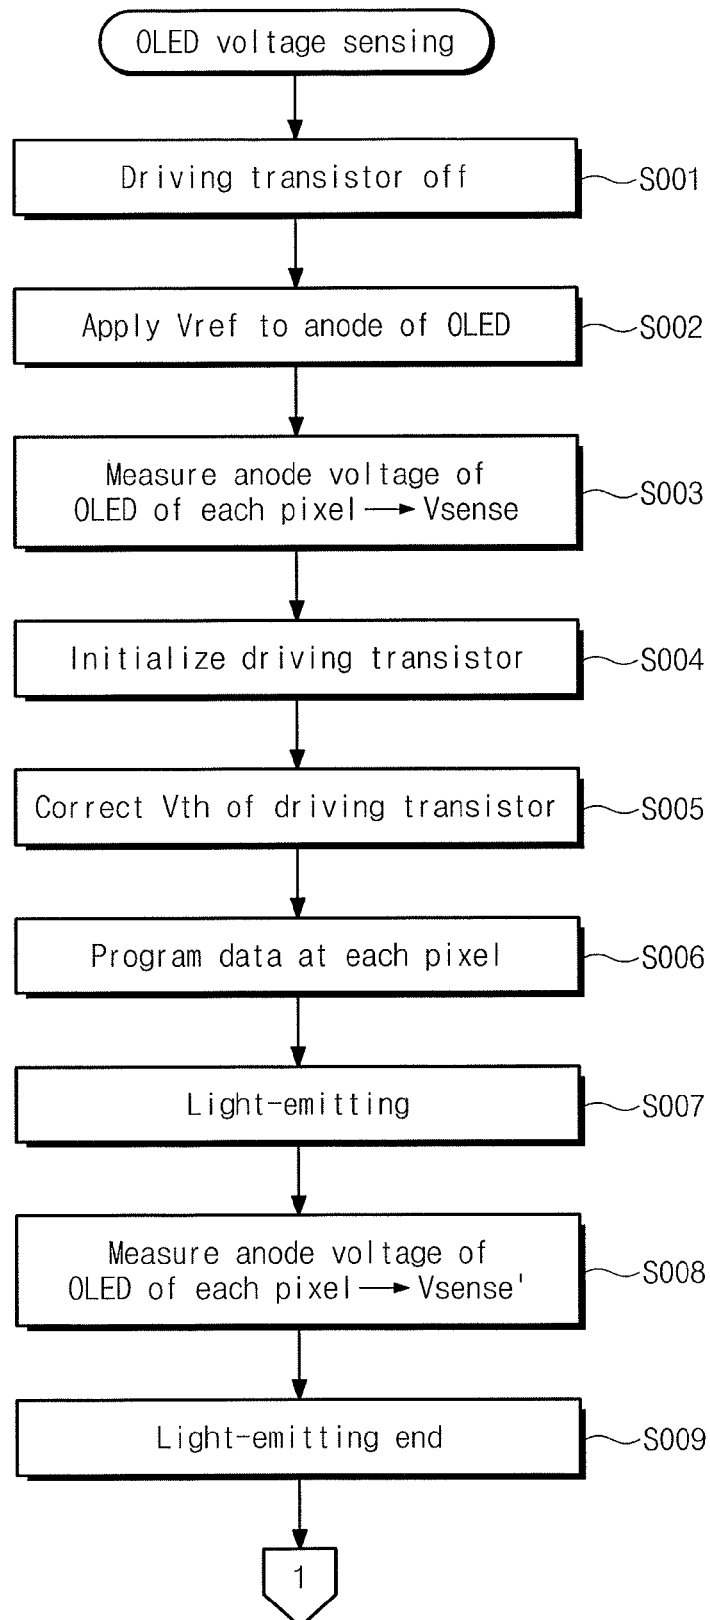 OLED voltage sensing
Driving transistor off
S001
Apply Vref to anode of OLED
S002
Measure anode voltage of
OLED of each pixel → Vsense
S003
Initialize driving transistor
S004
Correct Vth of driving transistor
S005
Program data at each pixel
S006
Light-emitting
S007
Measure anode voltage of
OLED of each pixel → Vsense'
S008
Light-emitting end
S009
1